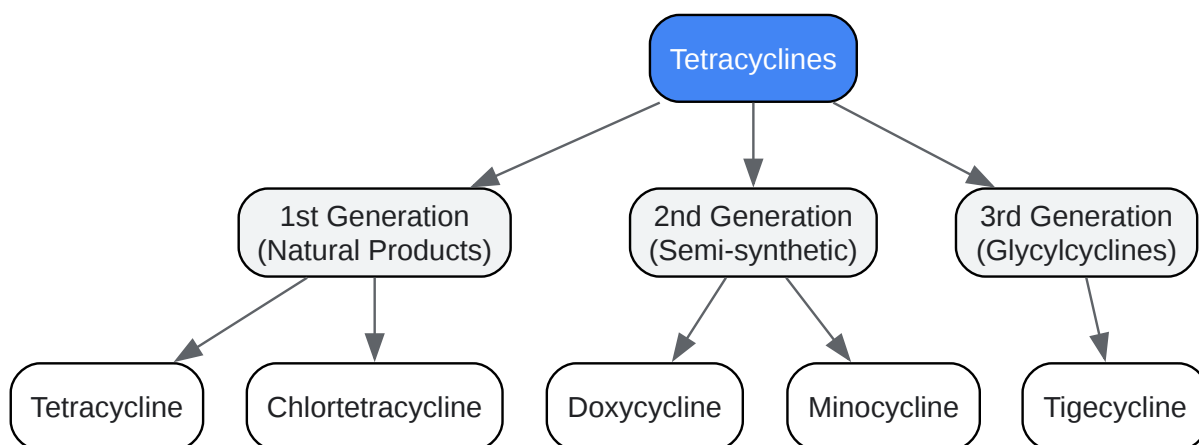 Tetracyclines
1st Generation
(Natural Products)
2nd Generation
(Semi-synthetic)
3rd Generation
(Glycylcyclines)
Tetracycline
Chlortetracycline
Doxycycline
Minocycline
Tigecycline